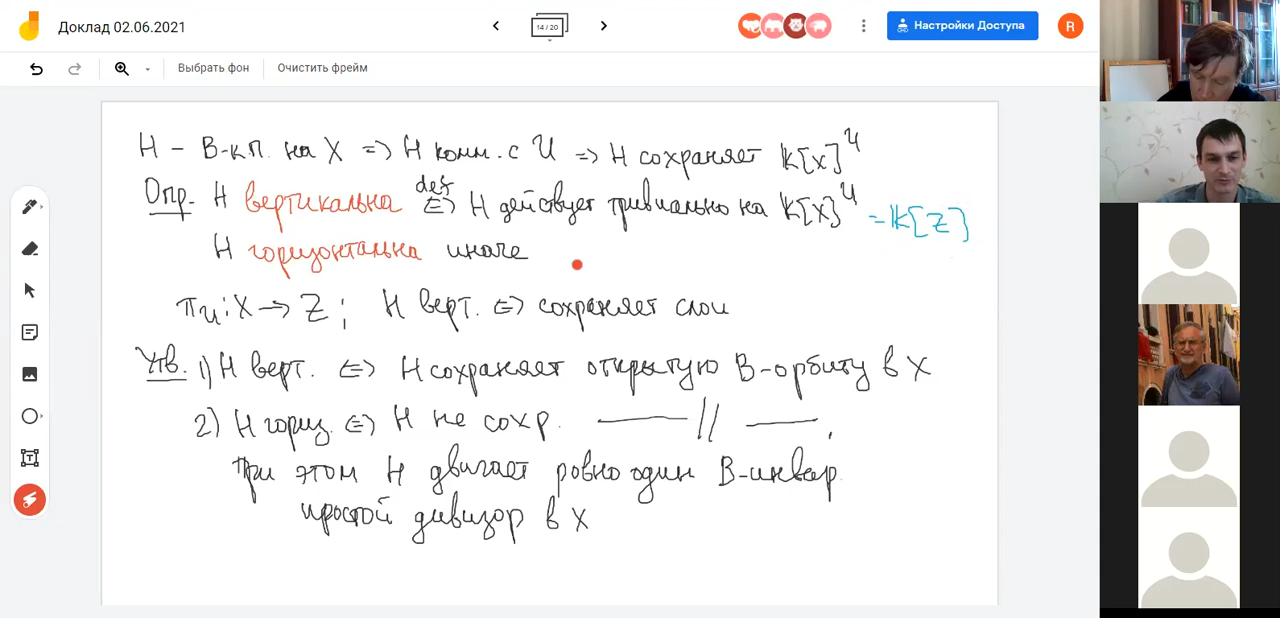 Доклад 02.06.2021
14 / 20
Настройки Доступа
R
Выбрать фон
Очистить фрейм
H – B-к.п. на X ⇒ H комм. с U ⇒ H сохраняет K[X]^U
Опр. H вертикальна ⇔ def H действует тривиально на K[X]^U = K[Z]
H горизонтальна иначе
π_U: X → Z; H верт. ⇔ сохраняет слои
Утв. 1) H верт. ⇔ H сохраняет открытую B-орбиту в X
2) H гориз. ⇔ H не сохр. —— // ——,
при этом H двигает ровно один B-инвар.
простой дивизор в X